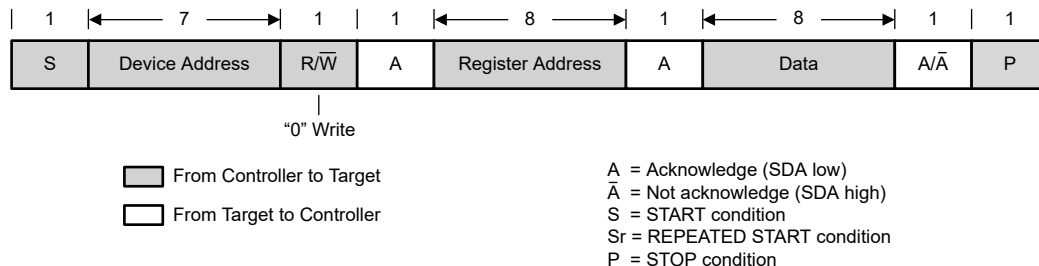 1 7 1 1 8 1 8 1 1
S Device Address R/W̅ A Register Address A Data A/A̅ P
“0” Write
From Controller to Target
From Target to Controller
A = Acknowledge (SDA low)
A̅ = Not acknowledge (SDA high)
S = START condition
Sr = REPEATED START condition
P = STOP condition